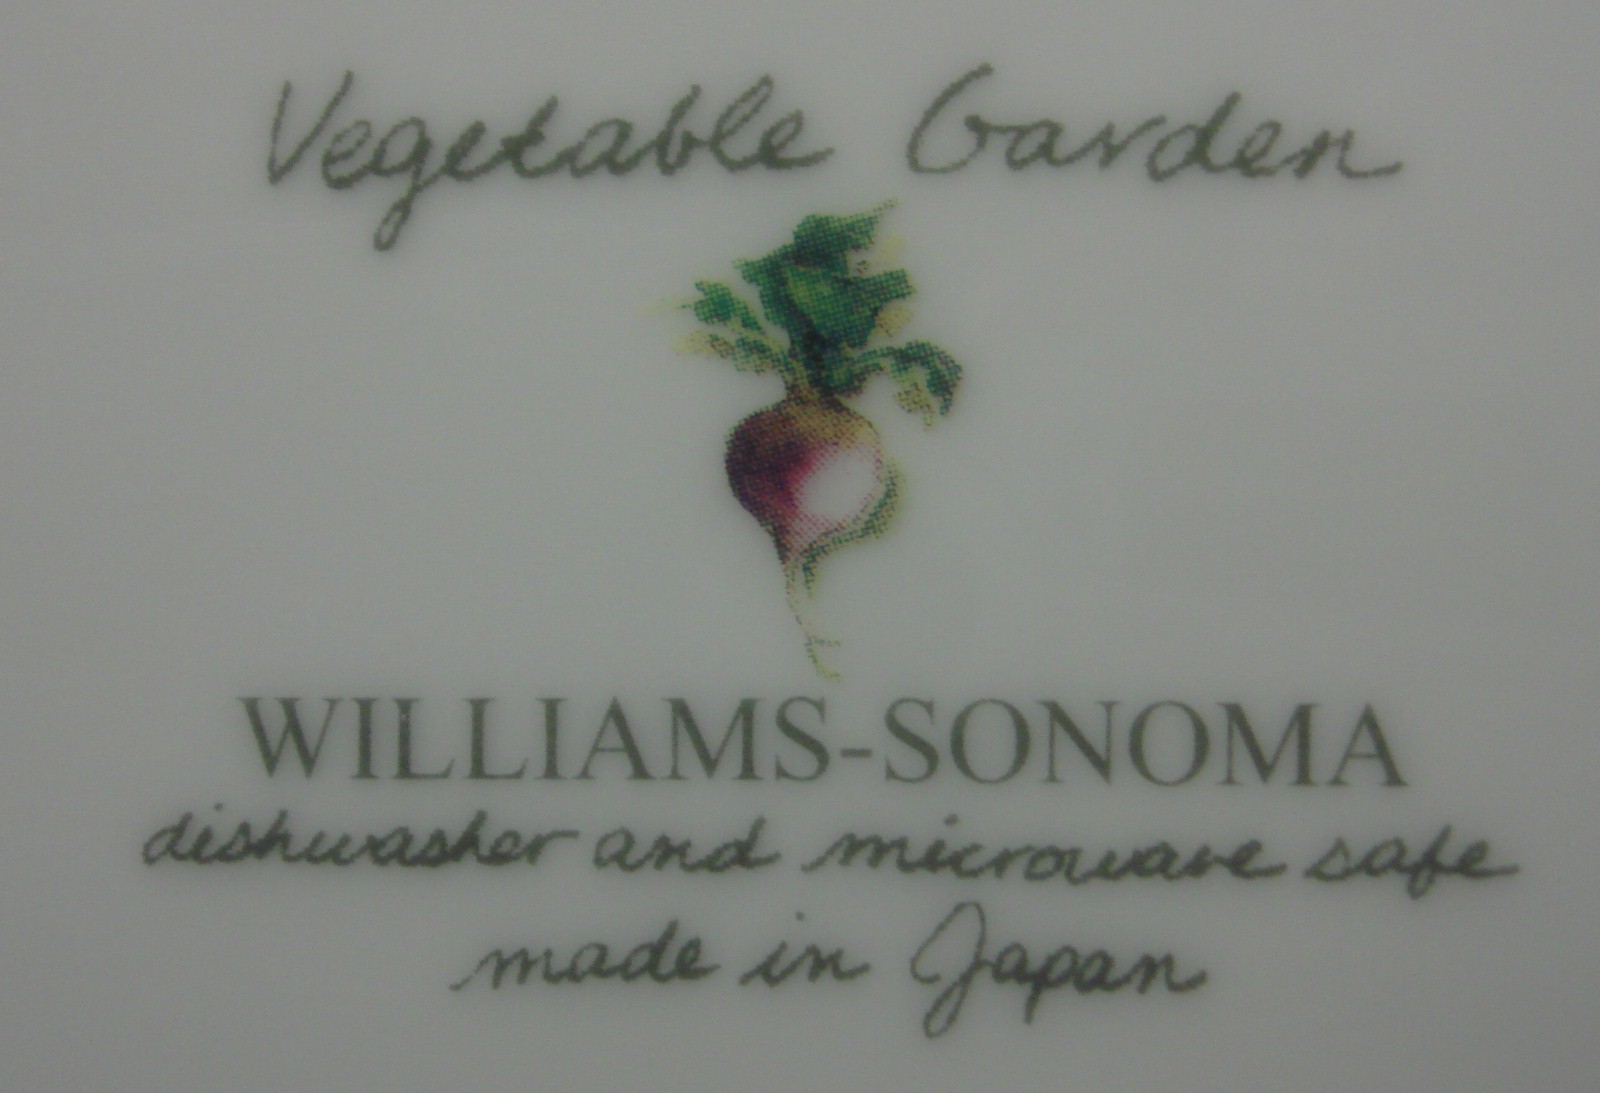 Vegetable Garden
WILLIAMS-SONOMA
dishwasher and microwave safe
made in Japan